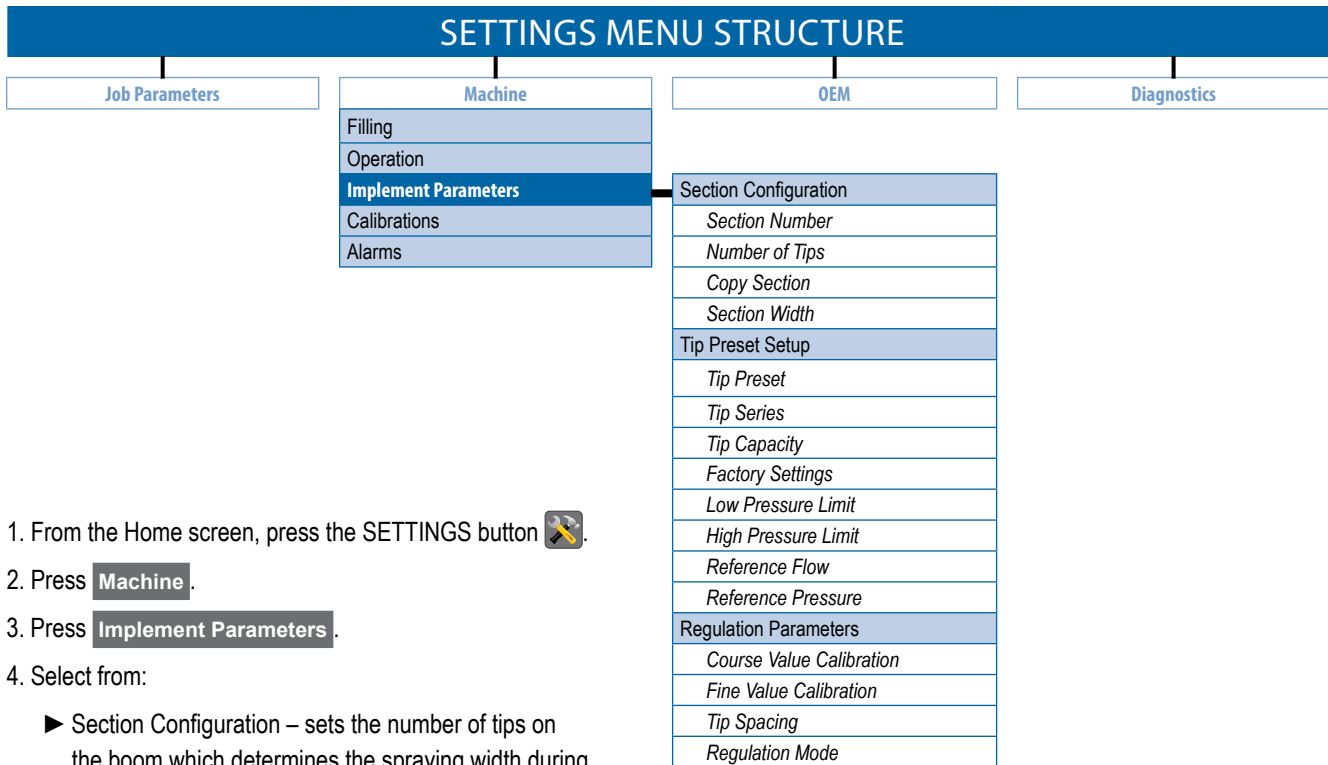 SETTINGS MENU STRUCTURE
Job Parameters
Machine
OEM
Diagnostics
Filling
Operation
Implement Parameters
Calibrations
Alarms
Section Configuration
Section Number
Number of Tips
Copy Section
Section Width
Tip Preset Setup
Tip Preset
Tip Series
Tip Capacity
Factory Settings
Low Pressure Limit
High Pressure Limit
Reference Flow
Reference Pressure
Regulation Parameters
Course Value Calibration
Fine Value Calibration
Tip Spacing
Regulation Mode
1. From the Home screen, press the SETTINGS button .
2. Press Machine .
3. Press Implement Parameters .
4. Select from:
►Section Configuration – sets the number of tips on
the boom which determines the spraying width during